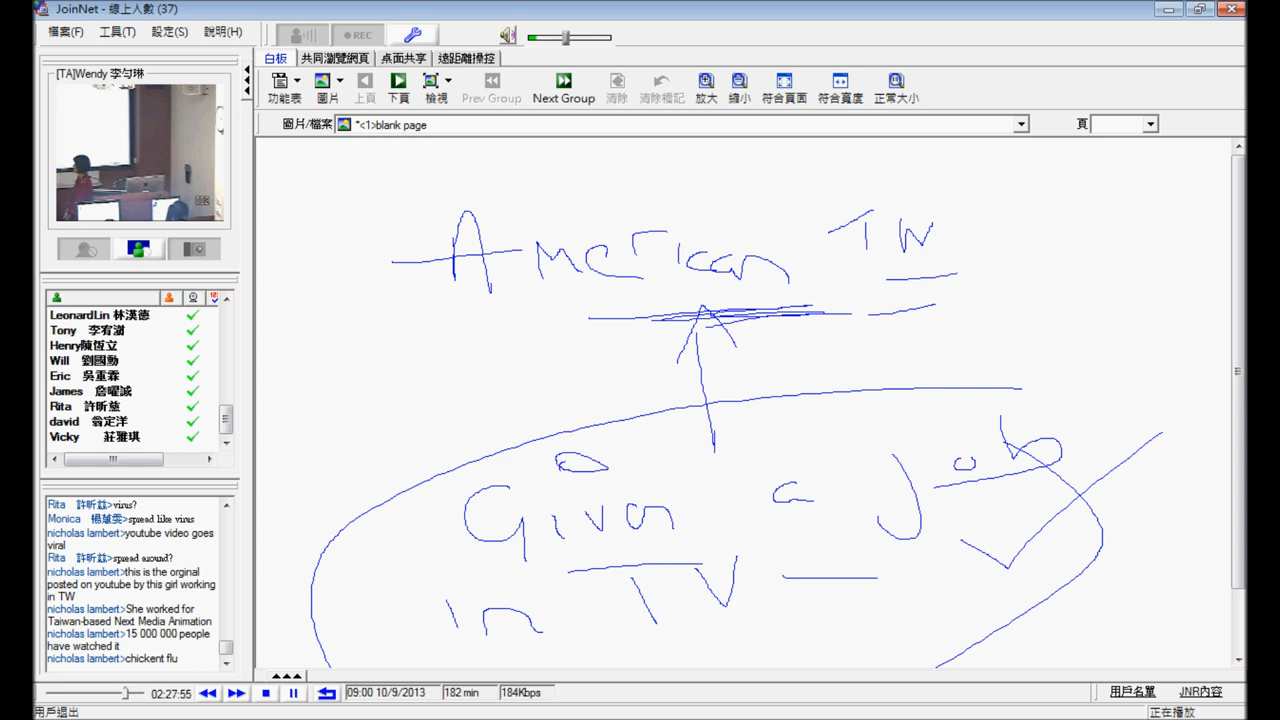 JoinNet - 線上人數 (37)
檔案(F) 工具(T) 設定(S) 說明(H)
REC
[TA]Wendy 李勻琳
白板 共同瀏覽網頁 桌面共享 遠距離操控
功能表 圖片 上頁 下頁 檢視 Prev Group Next Group 清除 清除標記 放大 縮小 符合頁面 符合寬度 正常大小
圖片/檔案 *<1>blank page 頁
LeonardLin 林漢德
Tony 李宥澍
Henry陳恆立
Will 劉國勳
Eric 吳重霖
James 詹曜誠
Rita 許昕慈
david 翁定洋
Vicky 莊雅琪
Rita 許昕慈>virus?
Monica 楊蕙雯>spread like virus
nicholas lambert>youtube video goes
viral
Rita 許昕慈>spread around?
nicholas lambert>this is the orginal
posted on youtube by this girl working
in TW
nicholas lambert>She worked for
Taiwan-based Next Media Animation
nicholas lambert>15 000 000 people
have watched it
nicholas lambert>chickent flu
American TW
Given a Job
in TV
02:27:55 09:00 10/9/2013 182 min 184Kbps 用戶名單 JNR內容
用戶退出 正在播放